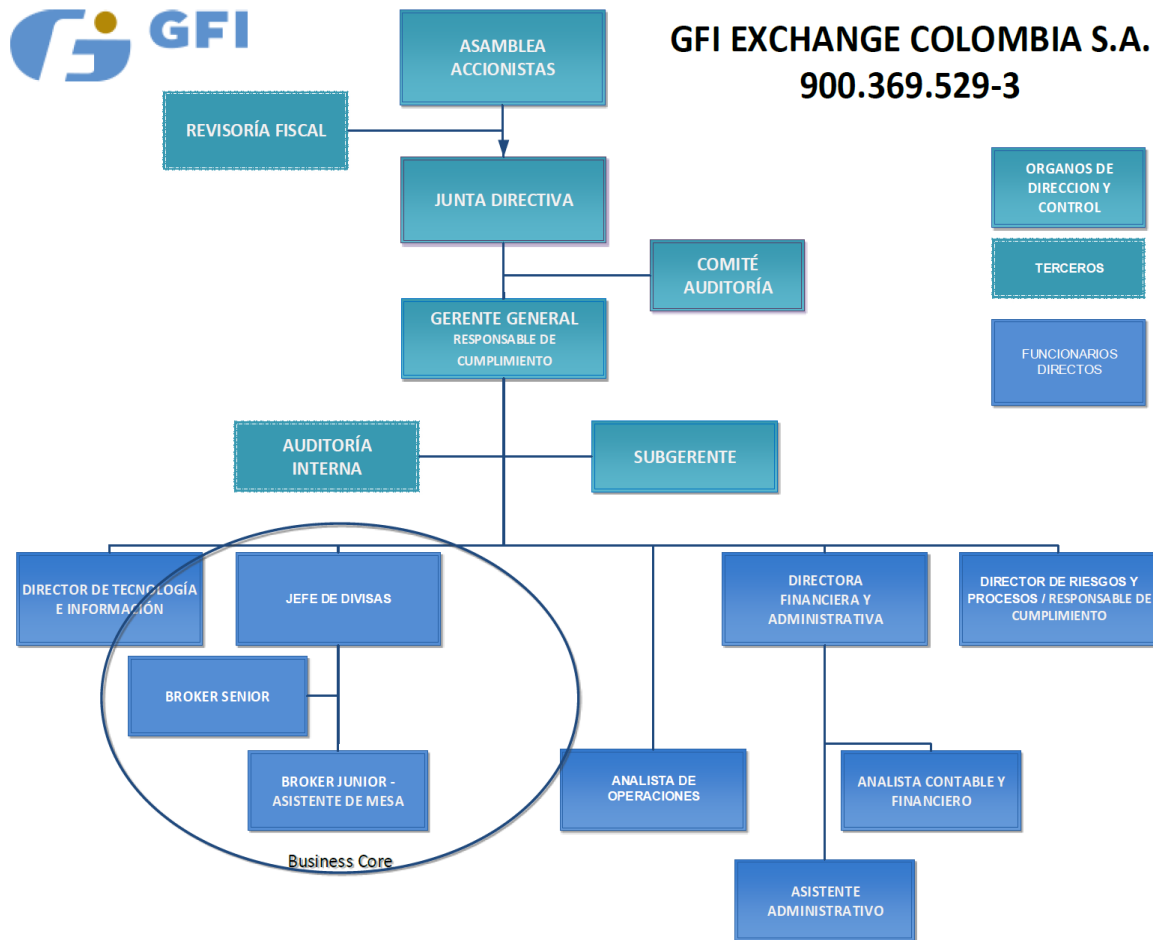 GFI
GFI EXCHANGE COLOMBIA S.A.
900.369.529-3
ASAMBLEA
ACCIONISTAS
REVISORÍA FISCAL
JUNTA DIRECTIVA
ORGANOS DE
DIRECCION Y
CONTROL
COMITÉ
AUDITORÍA
TERCEROS
GERENTE GENERAL
RESPONSABLE DE
CUMPLIMIENTO
FUNCIONARIOS
DIRECTOS
AUDITORÍA
INTERNA
SUBGERENTE
DIRECTOR DE TECNOLOGÍA
E INFORMACIÓN
JEFE DE DIVISAS
DIRECTORA
FINANCIERA Y
ADMINISTRATIVA
DIRECTOR DE RIESGOS Y
PROCESOS / RESPONSABLE DE
CUMPLIMIENTO
BROKER SENIOR
BROKER JUNIOR -
ASISTENTE DE MESA
ANALISTA DE
OPERACIONES
ANALISTA CONTABLE Y
FINANCIERO
Business Core
ASISTENTE
ADMINISTRATIVO